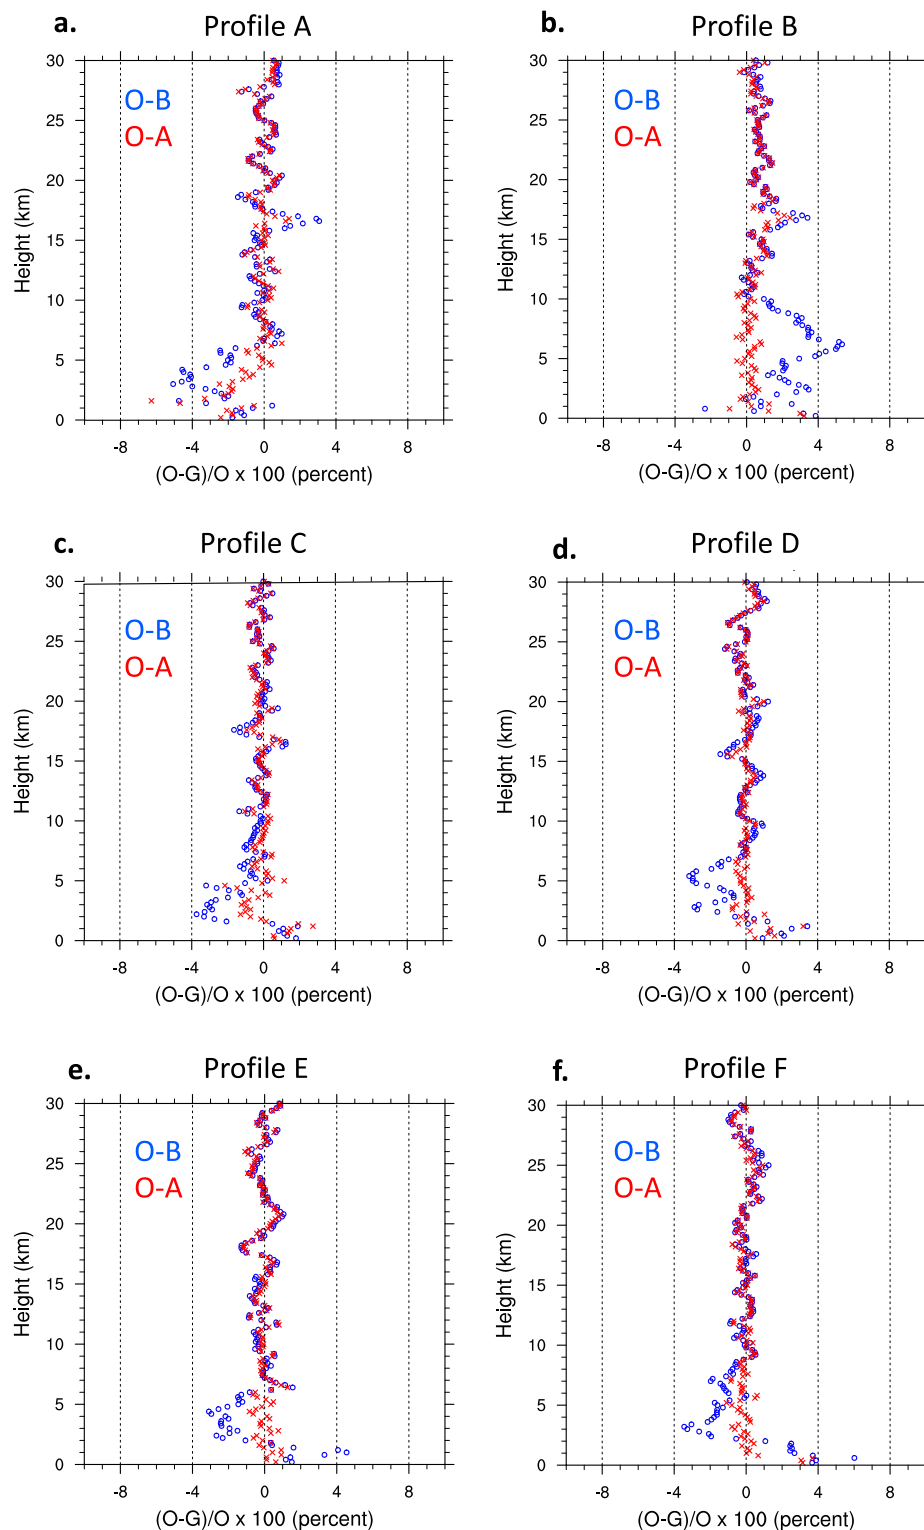 a. Profile A
30
25
20
15
10
5
0
Height (km)
O-B
O-A
-8 -4 0 4 8
(O-G)/O x 100 (percent)
b. Profile B
30
25
20
15
10
5
0
Height (km)
O-B
O-A
-8 -4 0 4 8
(O-G)/O x 100 (percent)
c. Profile C
30
25
20
15
10
5
0
Height (km)
O-B
O-A
-8 -4 0 4 8
(O-G)/O x 100 (percent)
d. Profile D
30
25
20
15
10
5
0
Height (km)
O-B
O-A
-8 -4 0 4 8
(O-G)/O x 100 (percent)
e. Profile E
30
25
20
15
10
5
0
Height (km)
O-B
O-A
-8 -4 0 4 8
(O-G)/O x 100 (percent)
f. Profile F
30
25
20
15
10
5
0
Height (km)
O-B
O-A
-8 -4 0 4 8
(O-G)/O x 100 (percent)